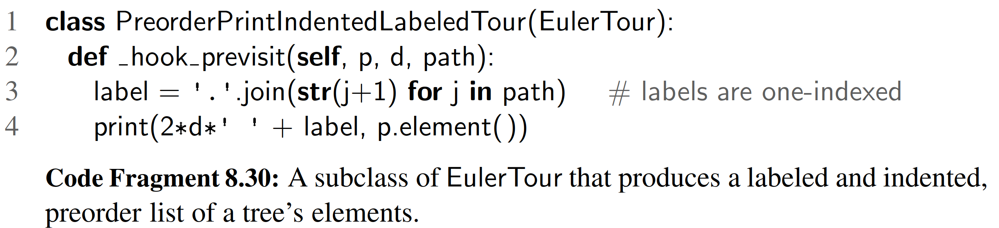 1 class PreorderPrintIndentedLabeledTour(EulerTour):
2 def _hook_previsit(self, p, d, path):
3 label = '.'.join(str(j+1) for j in path) # labels are one-indexed
4 print(2*d*' ' + label, p.element())
Code Fragment 8.30: A subclass of EulerTour that produces a labeled and indented,
preorder list of a tree’s elements.